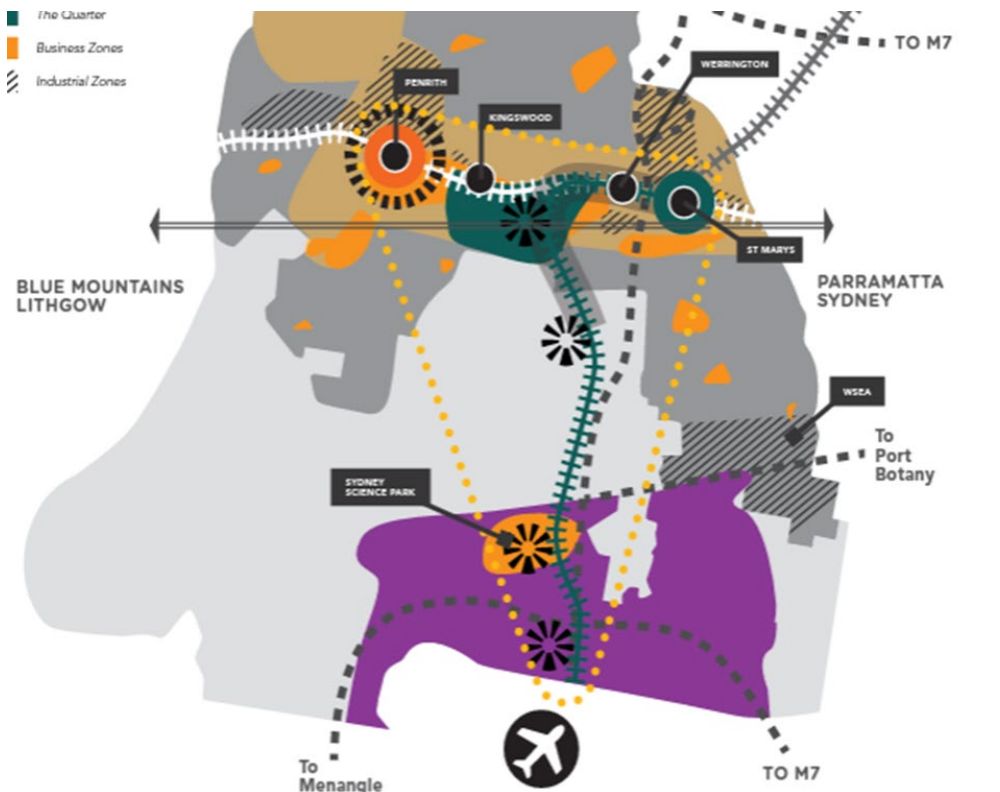 The Quarter
Business Zones
Industrial Zones
TO M7
WERRINGTON
PENRITH
KINGSWOOD
ST MARYS
BLUE MOUNTAINS
LITHGOW
PARRAMATTA
SYDNEY
WSEA
To
Port
Botany
SYDNEY
SCIENCE PARK
To
Menangle
TO M7